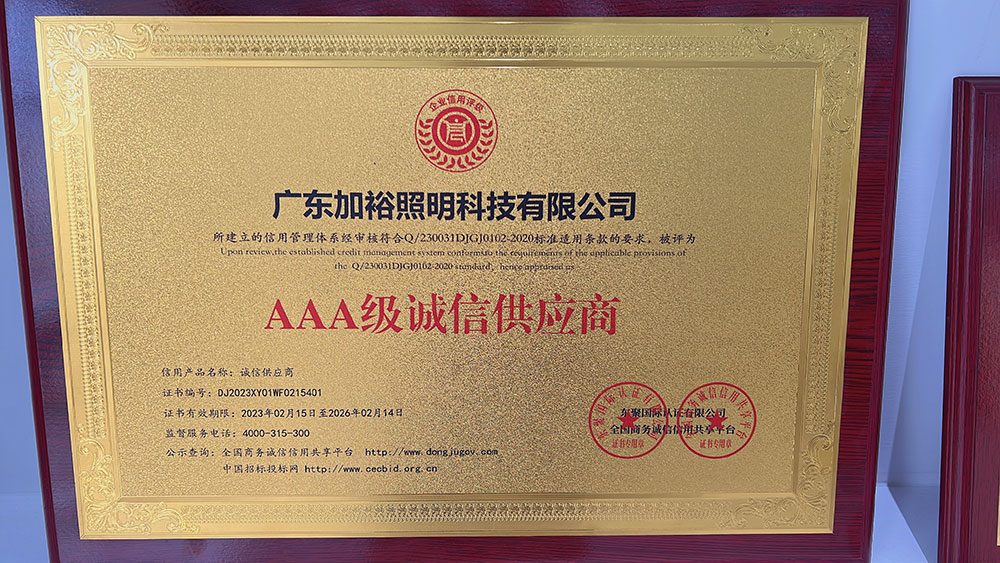 企业信用评级
广东加裕照明科技有限公司
所建立的信用管理体系经审核符合Q/230031DJGJ0102-2020标准适用条款的要求，被评为
Upon review,the established credit management system conforms to the requirements of the applicable provisions of
the Q/230031DJGJ0102-2020 standard, hence appraised as
AAA级诚信供应商
信用产品名称：诚信供应商
证书编号：DJ2023XY01WF0215401
证书有效期限：2023年02月15日至2026年02月14日
监督服务电话：4000-315-300
公示查询：全国商务诚信信用共享平台 http://www.dongjugov.com
中国招标投标网 http://www.cecbid.org.cn
东聚国际认证有限公司
全国商务诚信信用共享平台
证书专用章
证书专用章